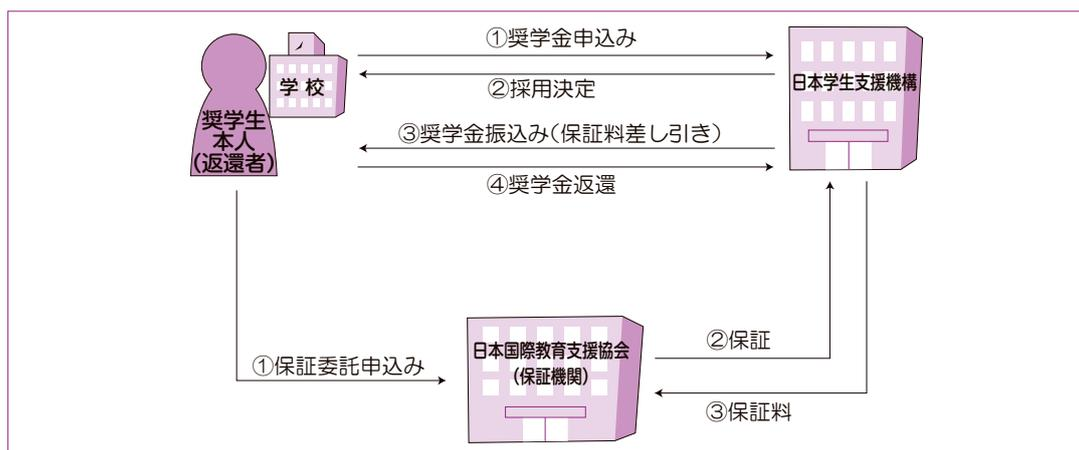 ①奨学金申込み
学校
日本学生支援機構
②採用決定
奨学生
本人
(返還者)
③奨学金振込み(保証料差し引き)
④奨学金返還
日本国際教育支援協会
(保証機関)
②保証
①保証委託申込み
③保証料